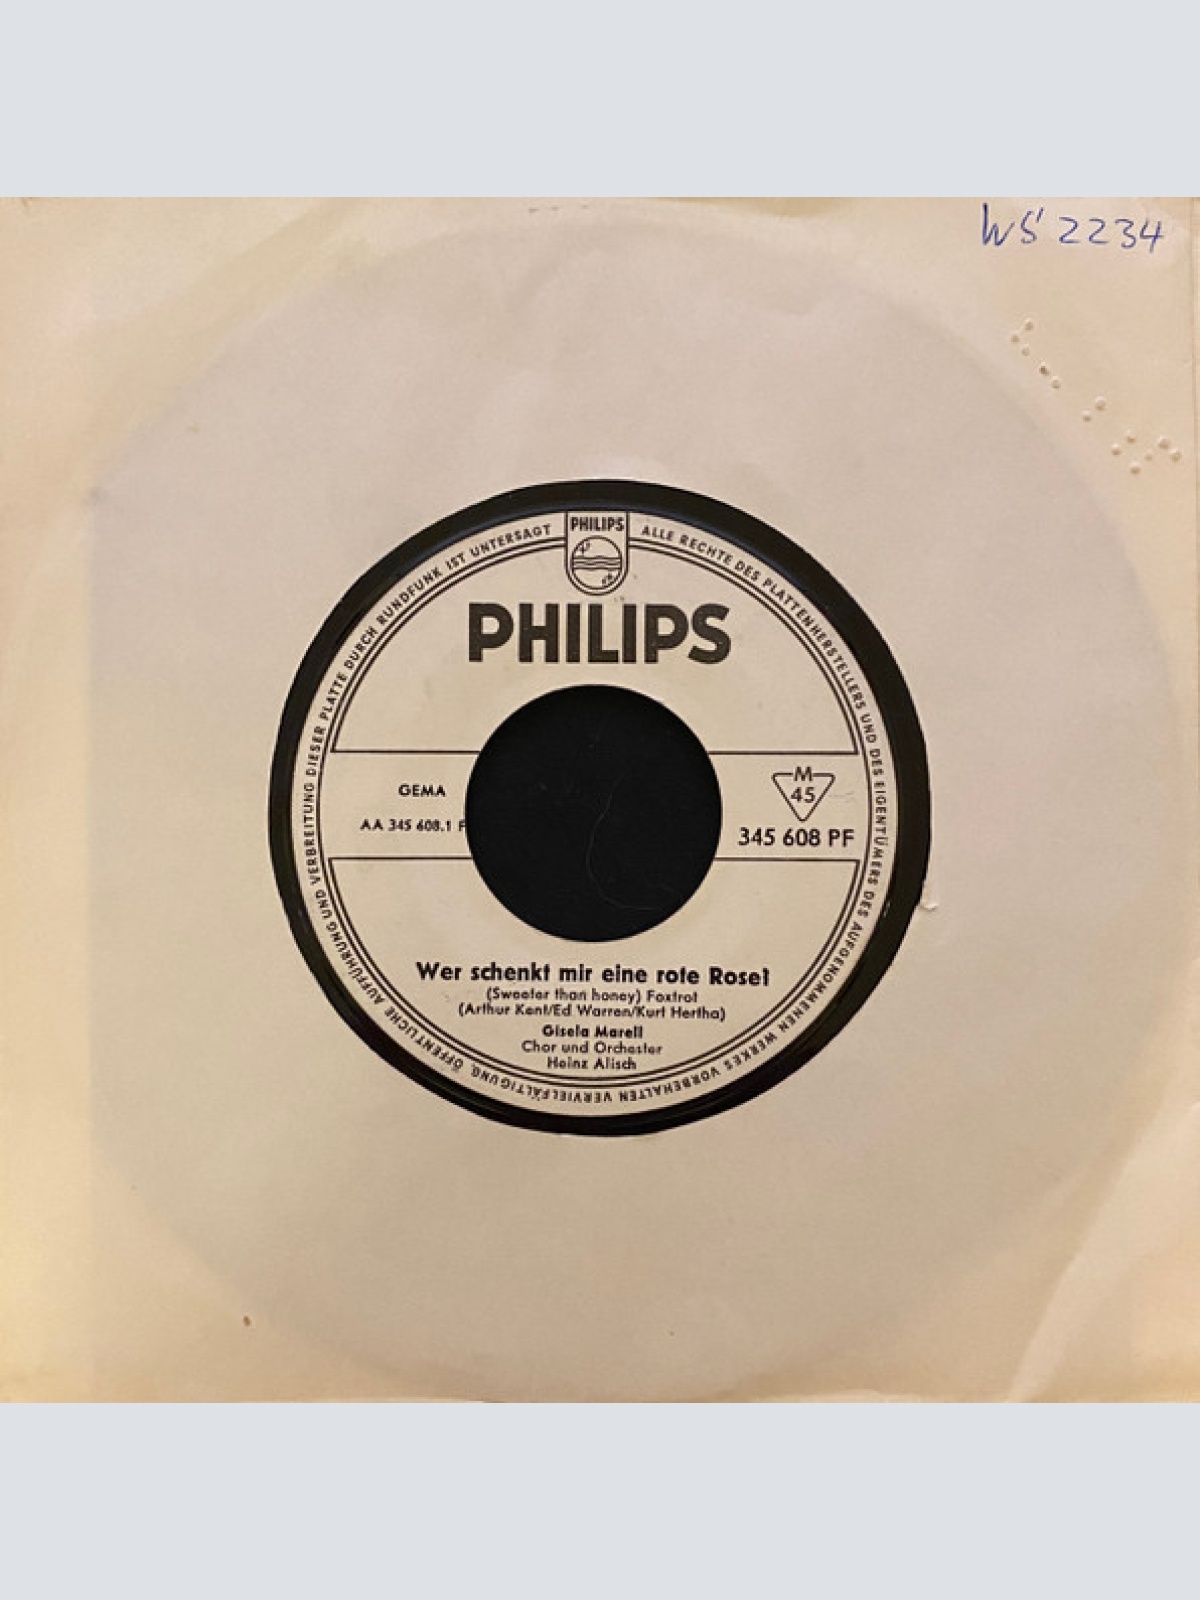 WS 2234
PHILIPS
ALLE RECHTE DES PLATTENHERSTELLERS UND DES EIGENTÜMERS DES AUFGENOMMENEN WERKES VORBEHALTEN VERVIELFÄLTIGUNG, ÖFFENTLICHE AUFFÜHRUNG UND VERBREITUNG DIESER PLATTE DURCH RUNDFUNK IST UNTERSAGT
PHILIPS
GEMA
M
45
AA 345 608.1
345 608 PF
Wer schenkt mir eine rote Rose?
(Sweeter than honey) Foxtrot
(Arthur Kent/Ed Warren/Kurt Hertha)
Gisela Marell
Chor und Orchester
Heinz Alisch